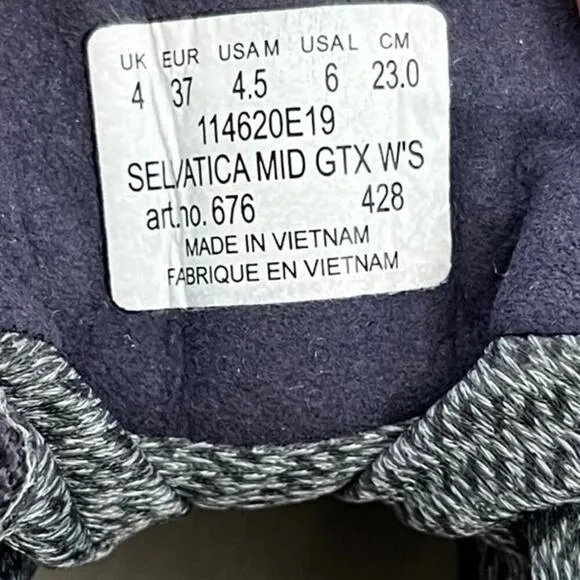 UK EUR USA M USA L CM
4 37 4.5 6 23.0
114620E19
SELVATICA MID GTX W'S
art.no. 676 428
MADE IN VIETNAM
FABRIQUE EN VIETNAM